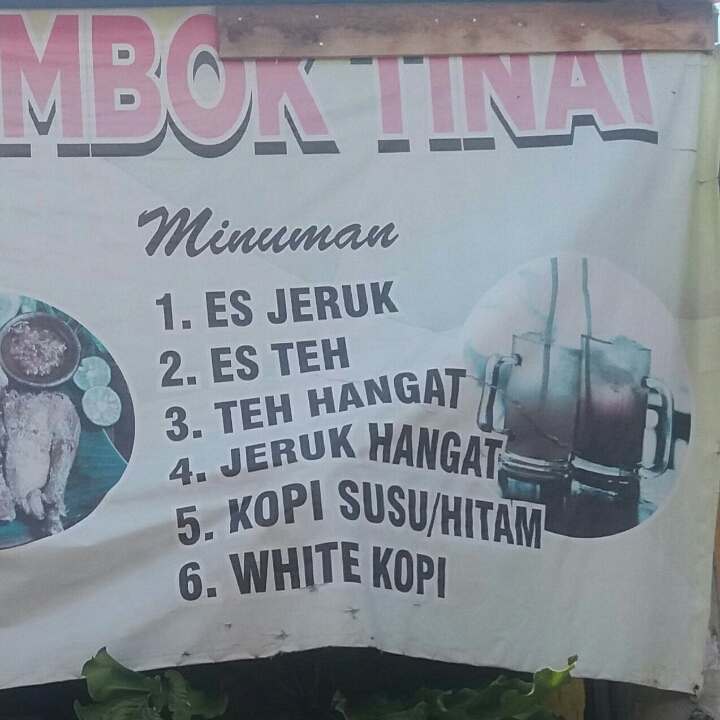 MBOK TINAT
Minuman
1. ES JERUK
2. ES TEH
3. TEH HANGAT
4. JERUK HANGAT
5. KOPI SUSU/HITAM
6. WHITE KOPI